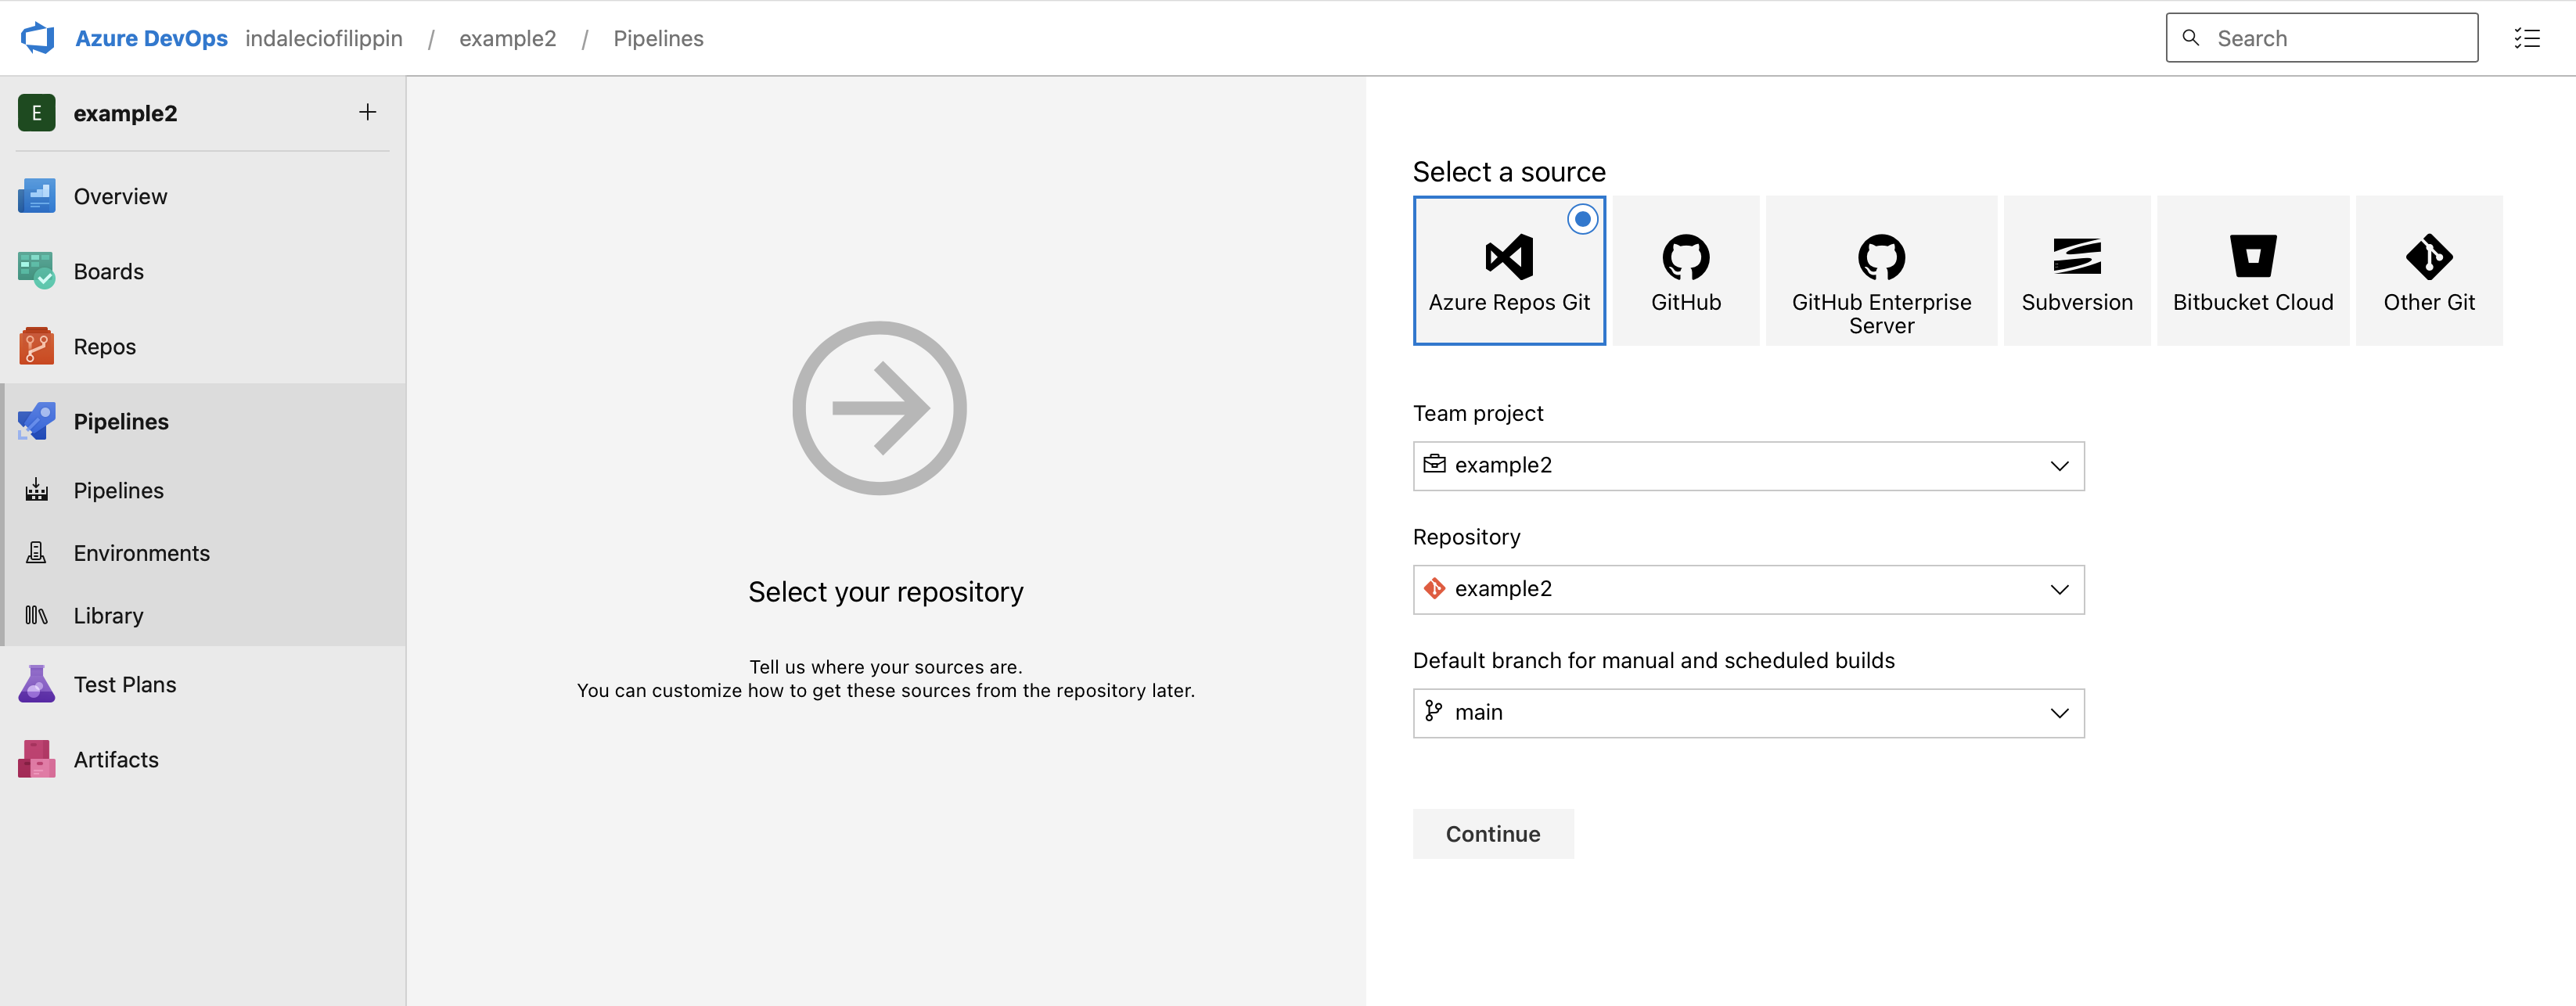 Azure DevOps indaleciofilippin / example2 / Pipelines
Search
E example2 +
Overview
Boards
Repos
Pipelines
Pipelines
Environments
Library
Test Plans
Artifacts
Select your repository
Tell us where your sources are.
You can customize how to get these sources from the repository later.
Select a source
Azure Repos Git
GitHub
GitHub Enterprise
Server
Subversion
Bitbucket Cloud
Other Git
Team project
example2
Repository
example2
Default branch for manual and scheduled builds
main
Continue